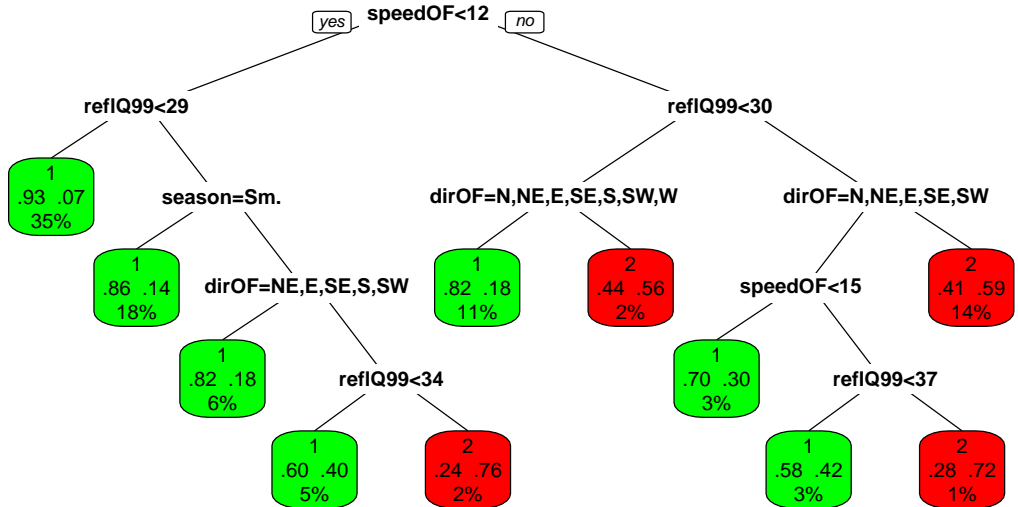 speedOF<12
yes
no
reflQ99<29
reflQ99<30
1
.93 .07
35%
season=Sm.
dirOF=N,NE,E,SE,S,SW,W
dirOF=N,NE,E,SE,SW
1
.86 .14
18%
dirOF=NE,E,SE,S,SW
1
.82 .18
11%
2
.44 .56
2%
speedOF<15
2
.41 .59
14%
1
.82 .18
6%
reflQ99<34
1
.70 .30
3%
reflQ99<37
1
.60 .40
5%
2
.24 .76
2%
1
.58 .42
3%
2
.28 .72
1%